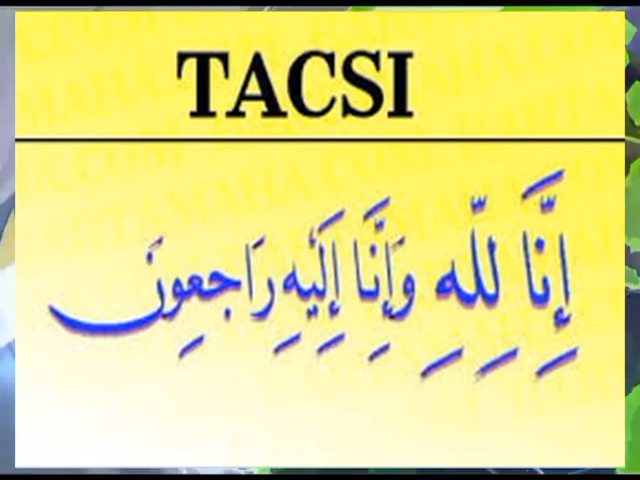 TACSI
إِنَّا لِلّٰهِ وَإِنَّا إِلَيْهِ رَاجِعُونَ